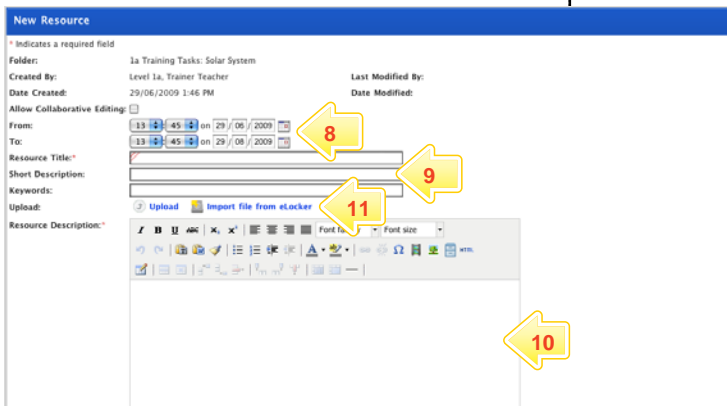 New Resource
* Indicates a required field
Folder: 1a Training Tasks: Solar System
Created By: Level 1a, Trainer Teacher Last Modified By:
Date Created: 29/06/2009 1:46 PM Date Modified:
Allow Collaborative Editing:
From: 13 : 45 on 29 / 06 / 2009
8
To: 13 : 45 on 29 / 08 / 2009
Resource Title:*
Short Description:
9
Keywords:
Upload: Upload Import file from eLocker
11
Resource Description:*
I B U ABC x, x' Font size
Ω HTML
10